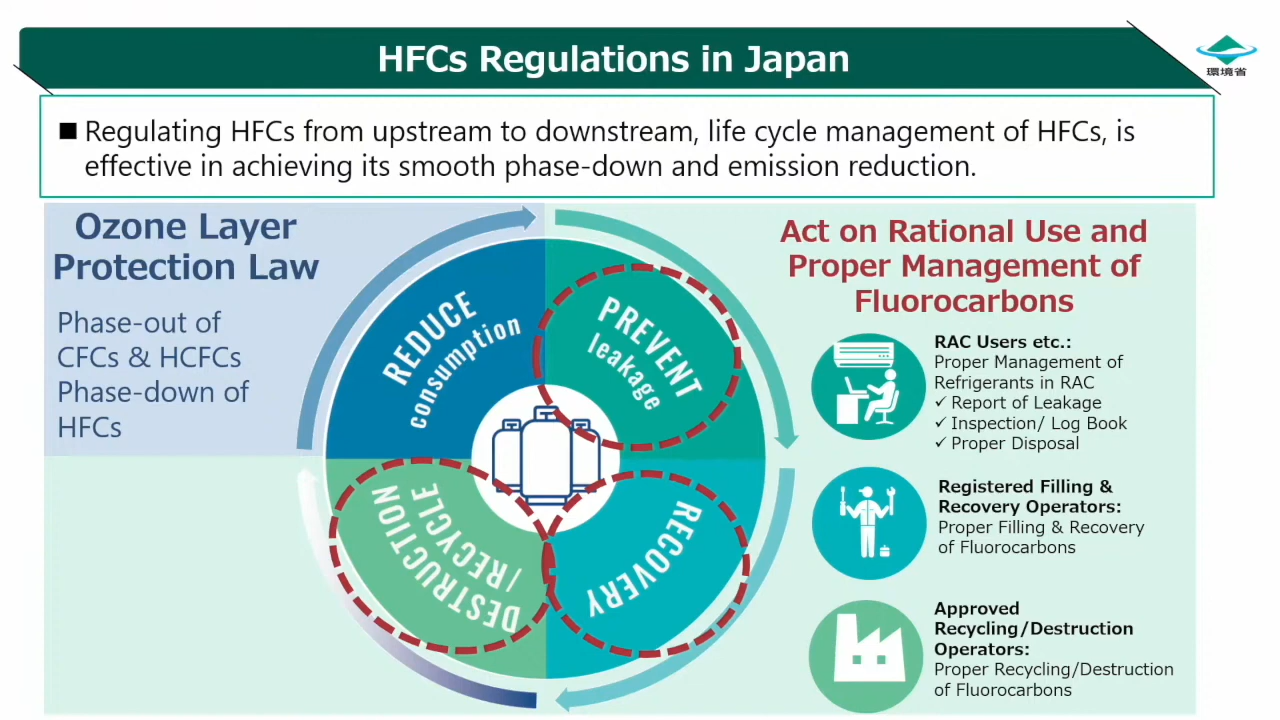 HFCs Regulations in Japan
環境省
■ Regulating HFCs from upstream to downstream, life cycle management of HFCs, is
effective in achieving its smooth phase-down and emission reduction.
Ozone Layer
Protection Law
Phase-out of
CFCs & HCFCs
Phase-down of
HFCs
REDUCE
consumption
PREVENT
leakage
RECOVERY
DESTRUCTION
/RECYCLE
Act on Rational Use and
Proper Management of
Fluorocarbons
RAC Users etc.:
Proper Management of
Refrigerants in RAC
✓ Report of Leakage
✓ Inspection/ Log Book
✓ Proper Disposal
Registered Filling &
Recovery Operators:
Proper Filling & Recovery
of Fluorocarbons
Approved
Recycling/Destruction
Operators:
Proper Recycling/Destruction
of Fluorocarbons